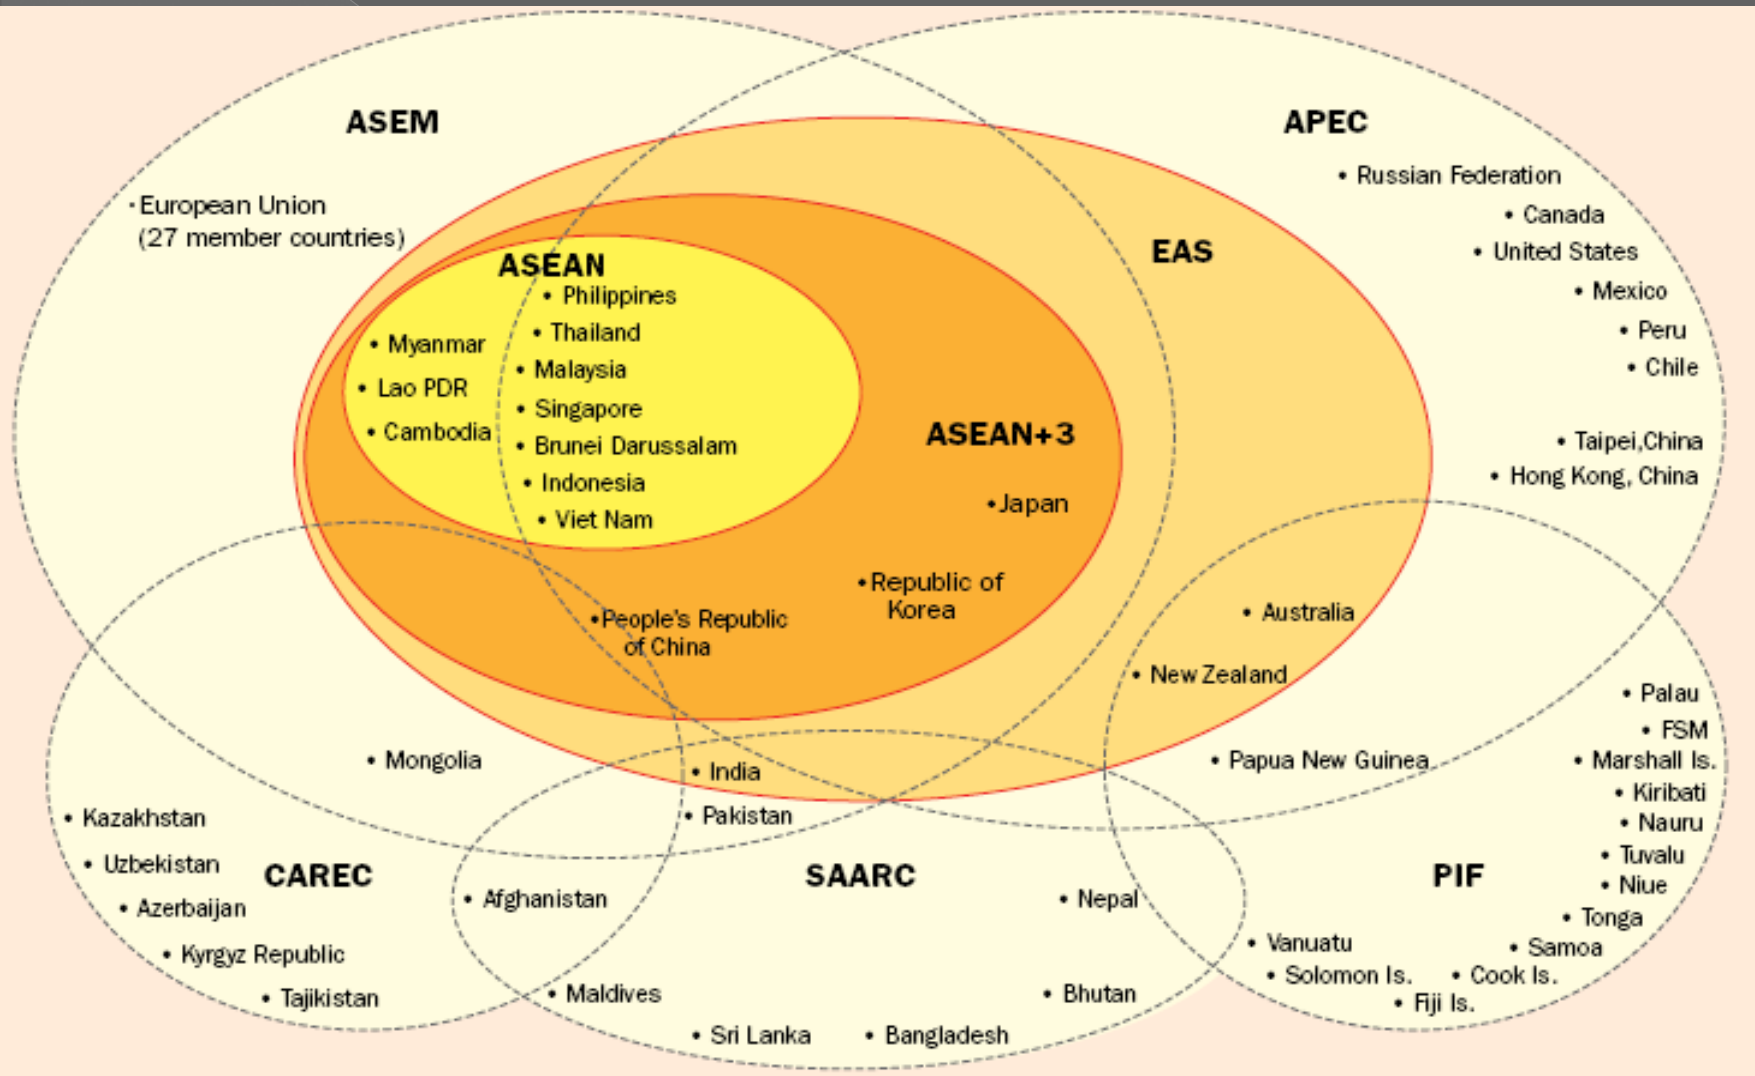 ASEM
APEC
• Russian Federation
• Canada
• United States
• Mexico
• Peru
• Chile
• Taipei,China
• Hong Kong, China
• European Union
(27 member countries)
EAS
ASEAN
• Philippines
• Thailand
• Malaysia
• Singapore
• Brunei Darussalam
• Indonesia
• Viet Nam
• Myanmar
• Lao PDR
• Cambodia
ASEAN+3
• Japan
• Republic of
Korea
• People's Republic
of China
• Australia
• New Zealand
• Papua New Guinea
• Mongolia
• India
• Pakistan
• Kazakhstan
• Uzbekistan
CAREC
• Azerbaijan
• Kyrgyz Republic
• Tajikistan
• Afghanistan
SAARC
• Nepal
• Maldives
• Bhutan
• Sri Lanka
• Bangladesh
PIF
• Palau
• FSM
• Marshall Is.
• Kiribati
• Nauru
• Tuvalu
• Niue
• Tonga
• Samoa
• Vanuatu
• Solomon Is.
• Cook Is.
• Fiji Is.